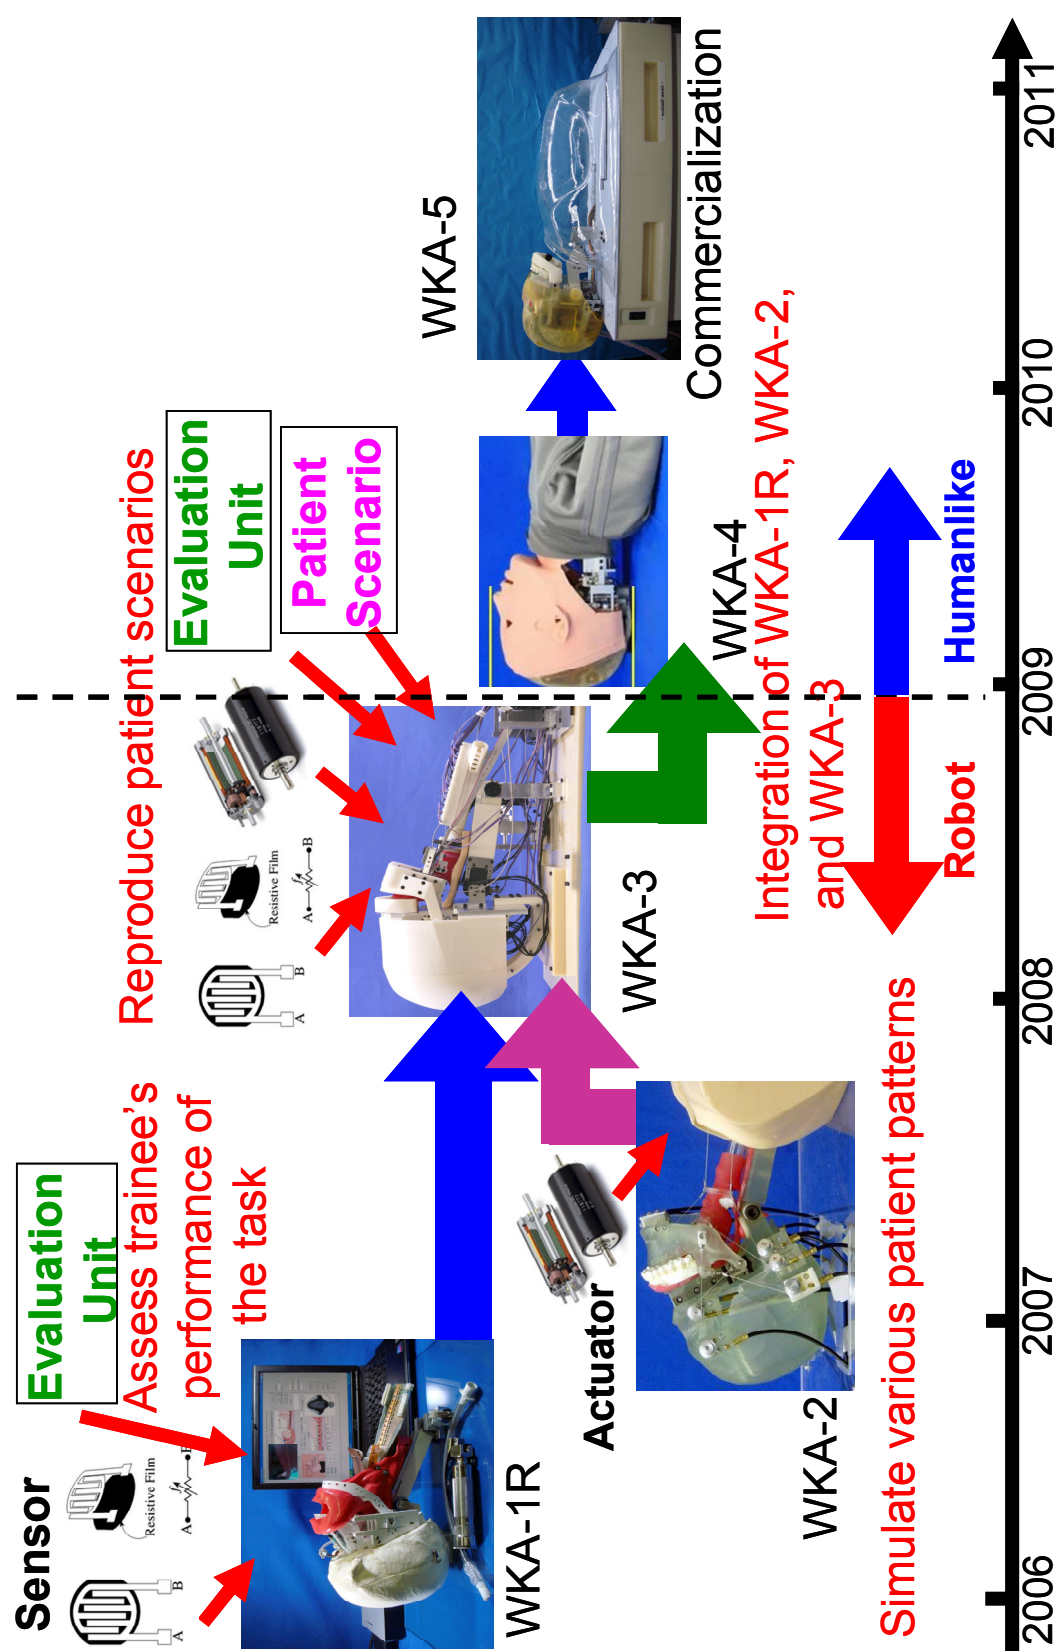 Sensor
A
B
Resistive Film
A
B
Evaluation
Unit
Assess trainee's
performance of
the task
WKA-1R
Actuator
WKA-2
Simulate various patient patterns
Reproduce patient scenarios
A
B
Resistive Film
A
B
Evaluation
Unit
Patient
Scenario
WKA-3
WKA-4
Integration of WKA-1R, WKA-2,
and WKA-3
WKA-5
Commercialization
Robot
Humanlike
2006
2007
2008
2009
2010
2011